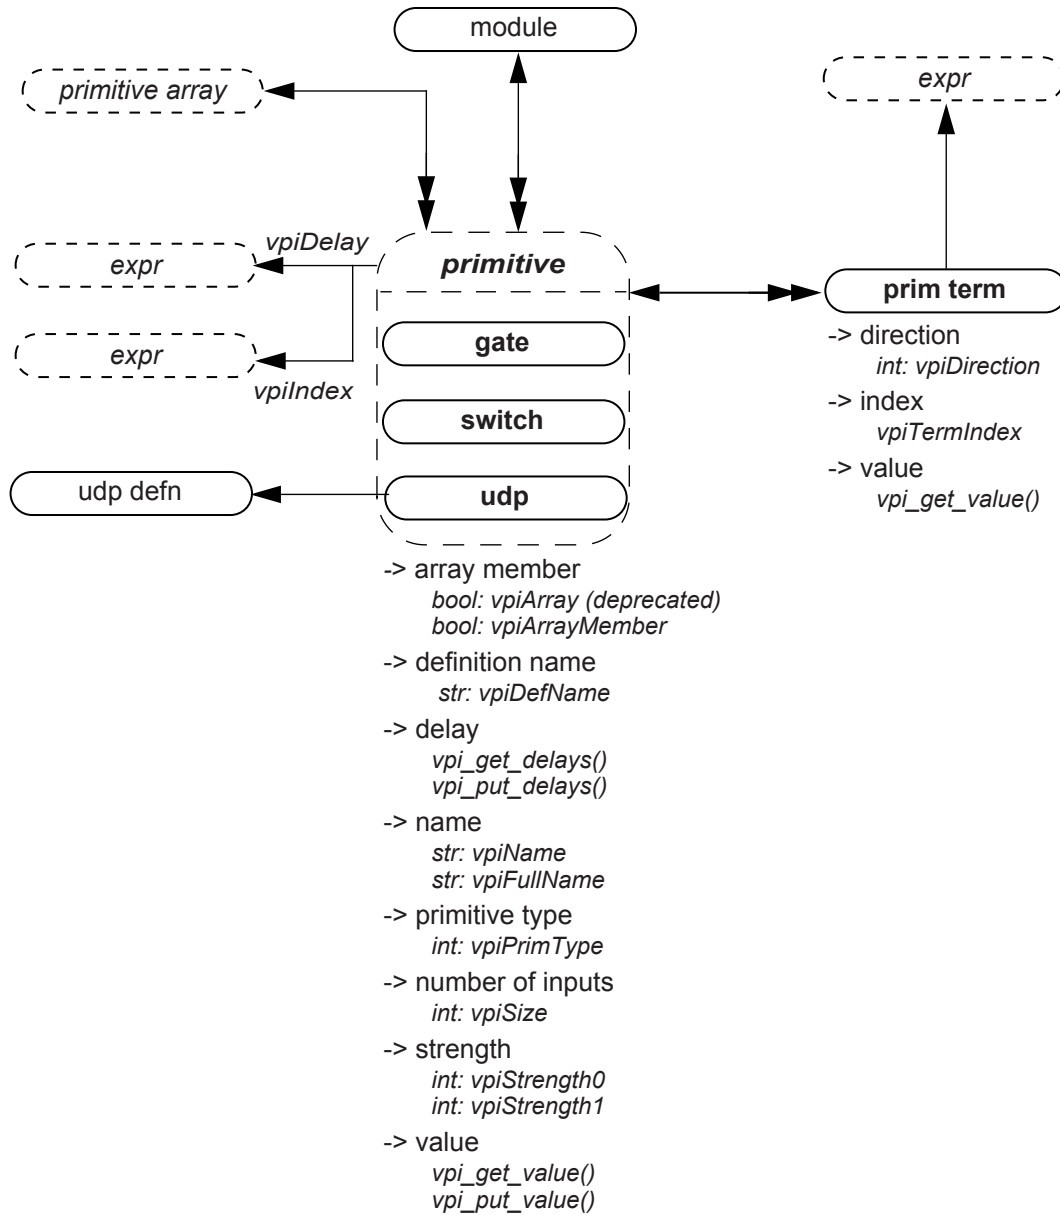 module
primitive array
expr
vpiDelay
expr
primitive
prim term
expr
vpiIndex
gate
switch
udp defn
udp
-> direction
int: vpiDirection
-> index
vpiTermIndex
-> value
vpi_get_value()
-> array member
bool: vpiArray (deprecated)
bool: vpiArrayMember
-> definition name
str: vpiDefName
-> delay
vpi_get_delays()
vpi_put_delays()
-> name
str: vpiName
str: vpiFullName
-> primitive type
int: vpiPrimType
-> number of inputs
int: vpiSize
-> strength
int: vpiStrength0
int: vpiStrength1
-> value
vpi_get_value()
vpi_put_value()